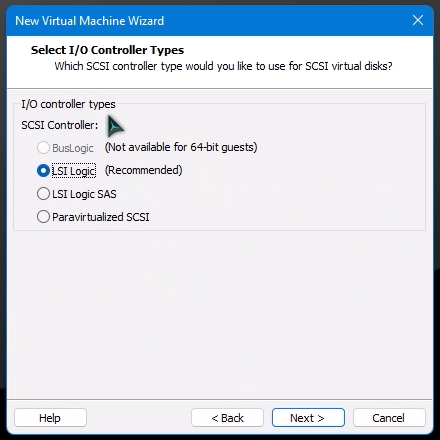 New Virtual Machine Wizard
Select I/O Controller Types
Which SCSI controller type would you like to use for SCSI virtual disks?
I/O controller types
SCSI Controller:
BusLogic (Not available for 64-bit guests)
LSI Logic (Recommended)
LSI Logic SAS
Paravirtualized SCSI
Help < Back Next > Cancel